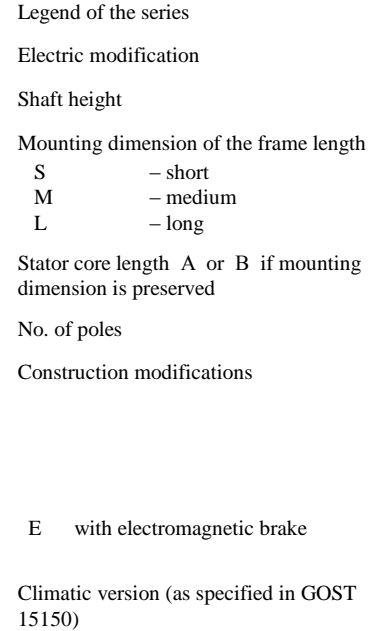 Legend of the series
Electric modification
Shaft height
Mounting dimension of the frame length
S – short
M – medium
L – long
Stator core length A or B if mounting
dimension is preserved
No. of poles
Construction modifications
E with electromagnetic brake
Climatic version (as specified in GOST
15150)